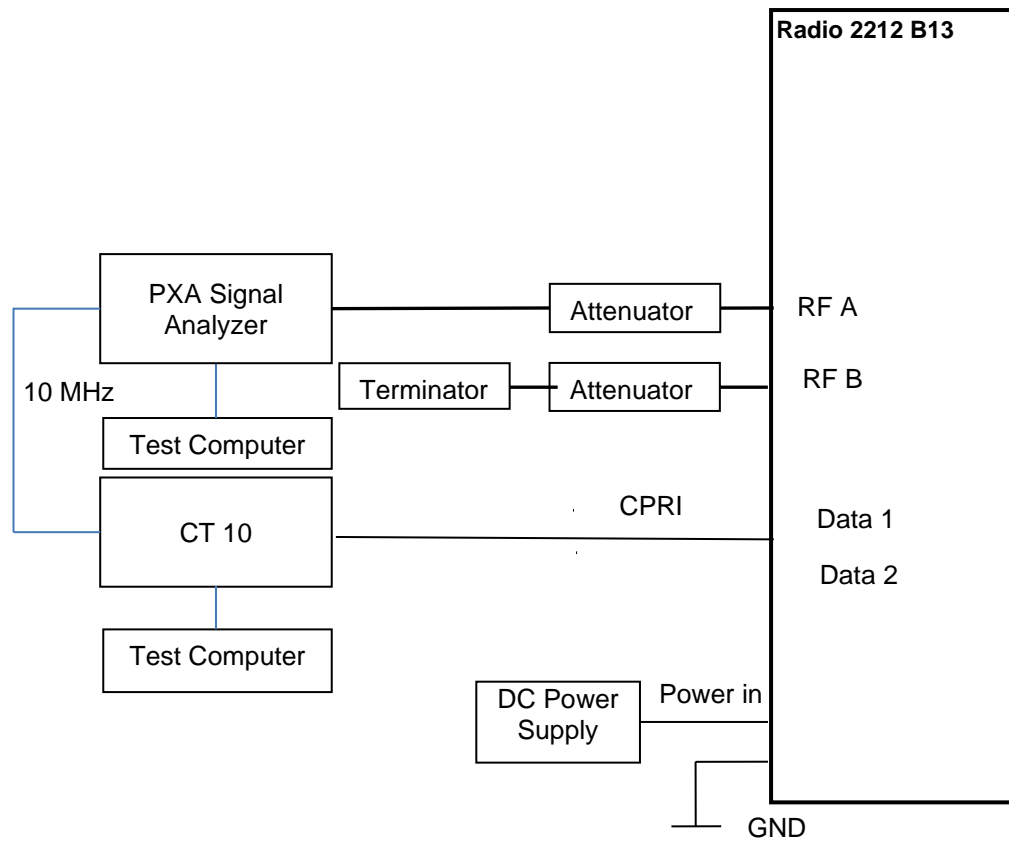 Radio 2212 B13
PXA Signal
Analyzer
Attenuator
RF A
10 MHz
Terminator
Attenuator
RF B
Test Computer
CT 10
CPRI
Data 1
Data 2
Test Computer
DC Power
Supply
Power in
GND